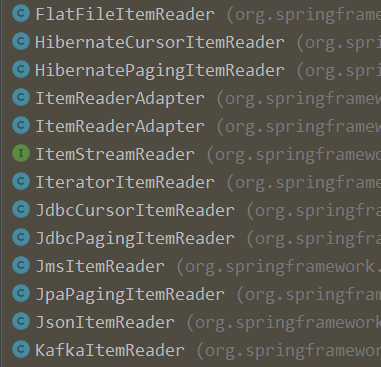 C FlatFileItemReader (org.springframe
C HibernateCursorItemReader (org.spri
C HibernatePagingItemReader (org.spri
C ItemReaderAdapter (org.springframew
C ItemReaderAdapter (org.springframew
I ItemStreamReader (org.springframewo
C IteratorItemReader (org.springframe
C JdbcCursorItemReader (org.springfra
C JdbcPagingItemReader (org.springfra
C JmsItemReader (org.springframework.
C JpaPagingItemReader (org.springfram
C JsonItemReader (org.springframework
C KafkaItemReader (org.springframewor